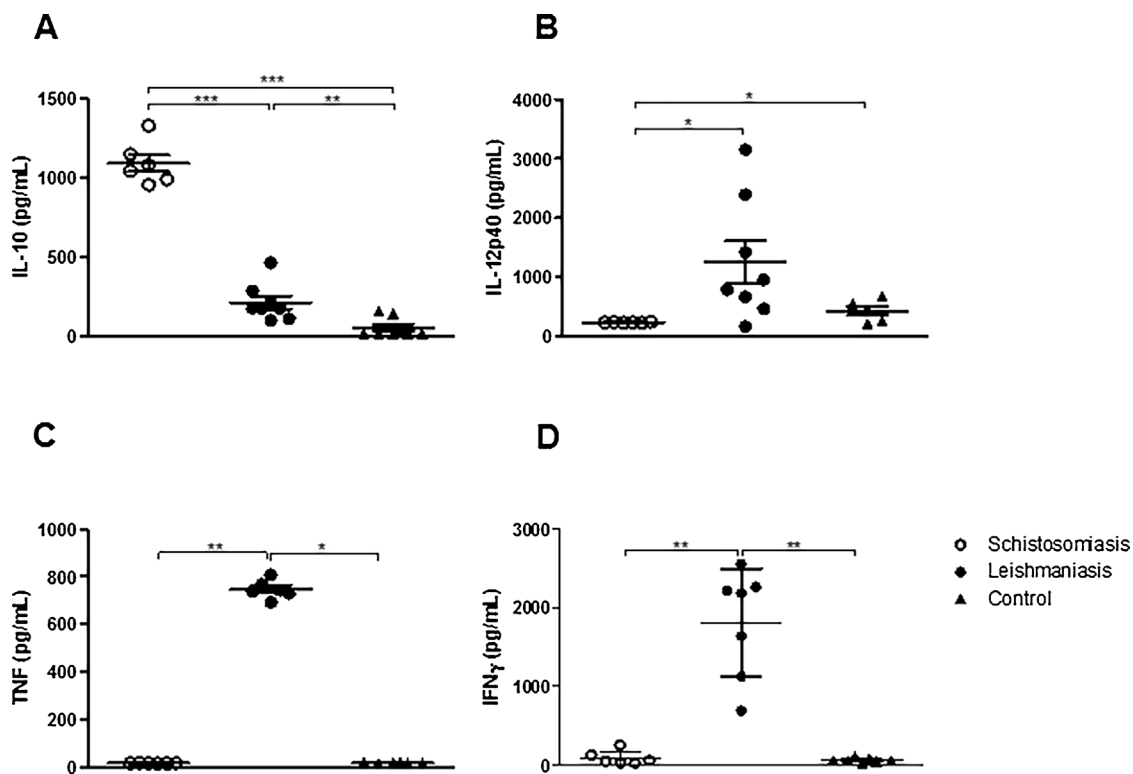 A
B
***
***
**
1500
1000
500
0
IL-10 (pg/mL)
*
*
4000
3000
2000
1000
0
IL-12p40 (pg/mL)
C
D
**
*
1000
800
600
400
200
0
TNF (pg/mL)
**
**
3000
2000
1000
0
IFNγ (pg/mL)
Schistosomiasis
Leishmaniasis
Control